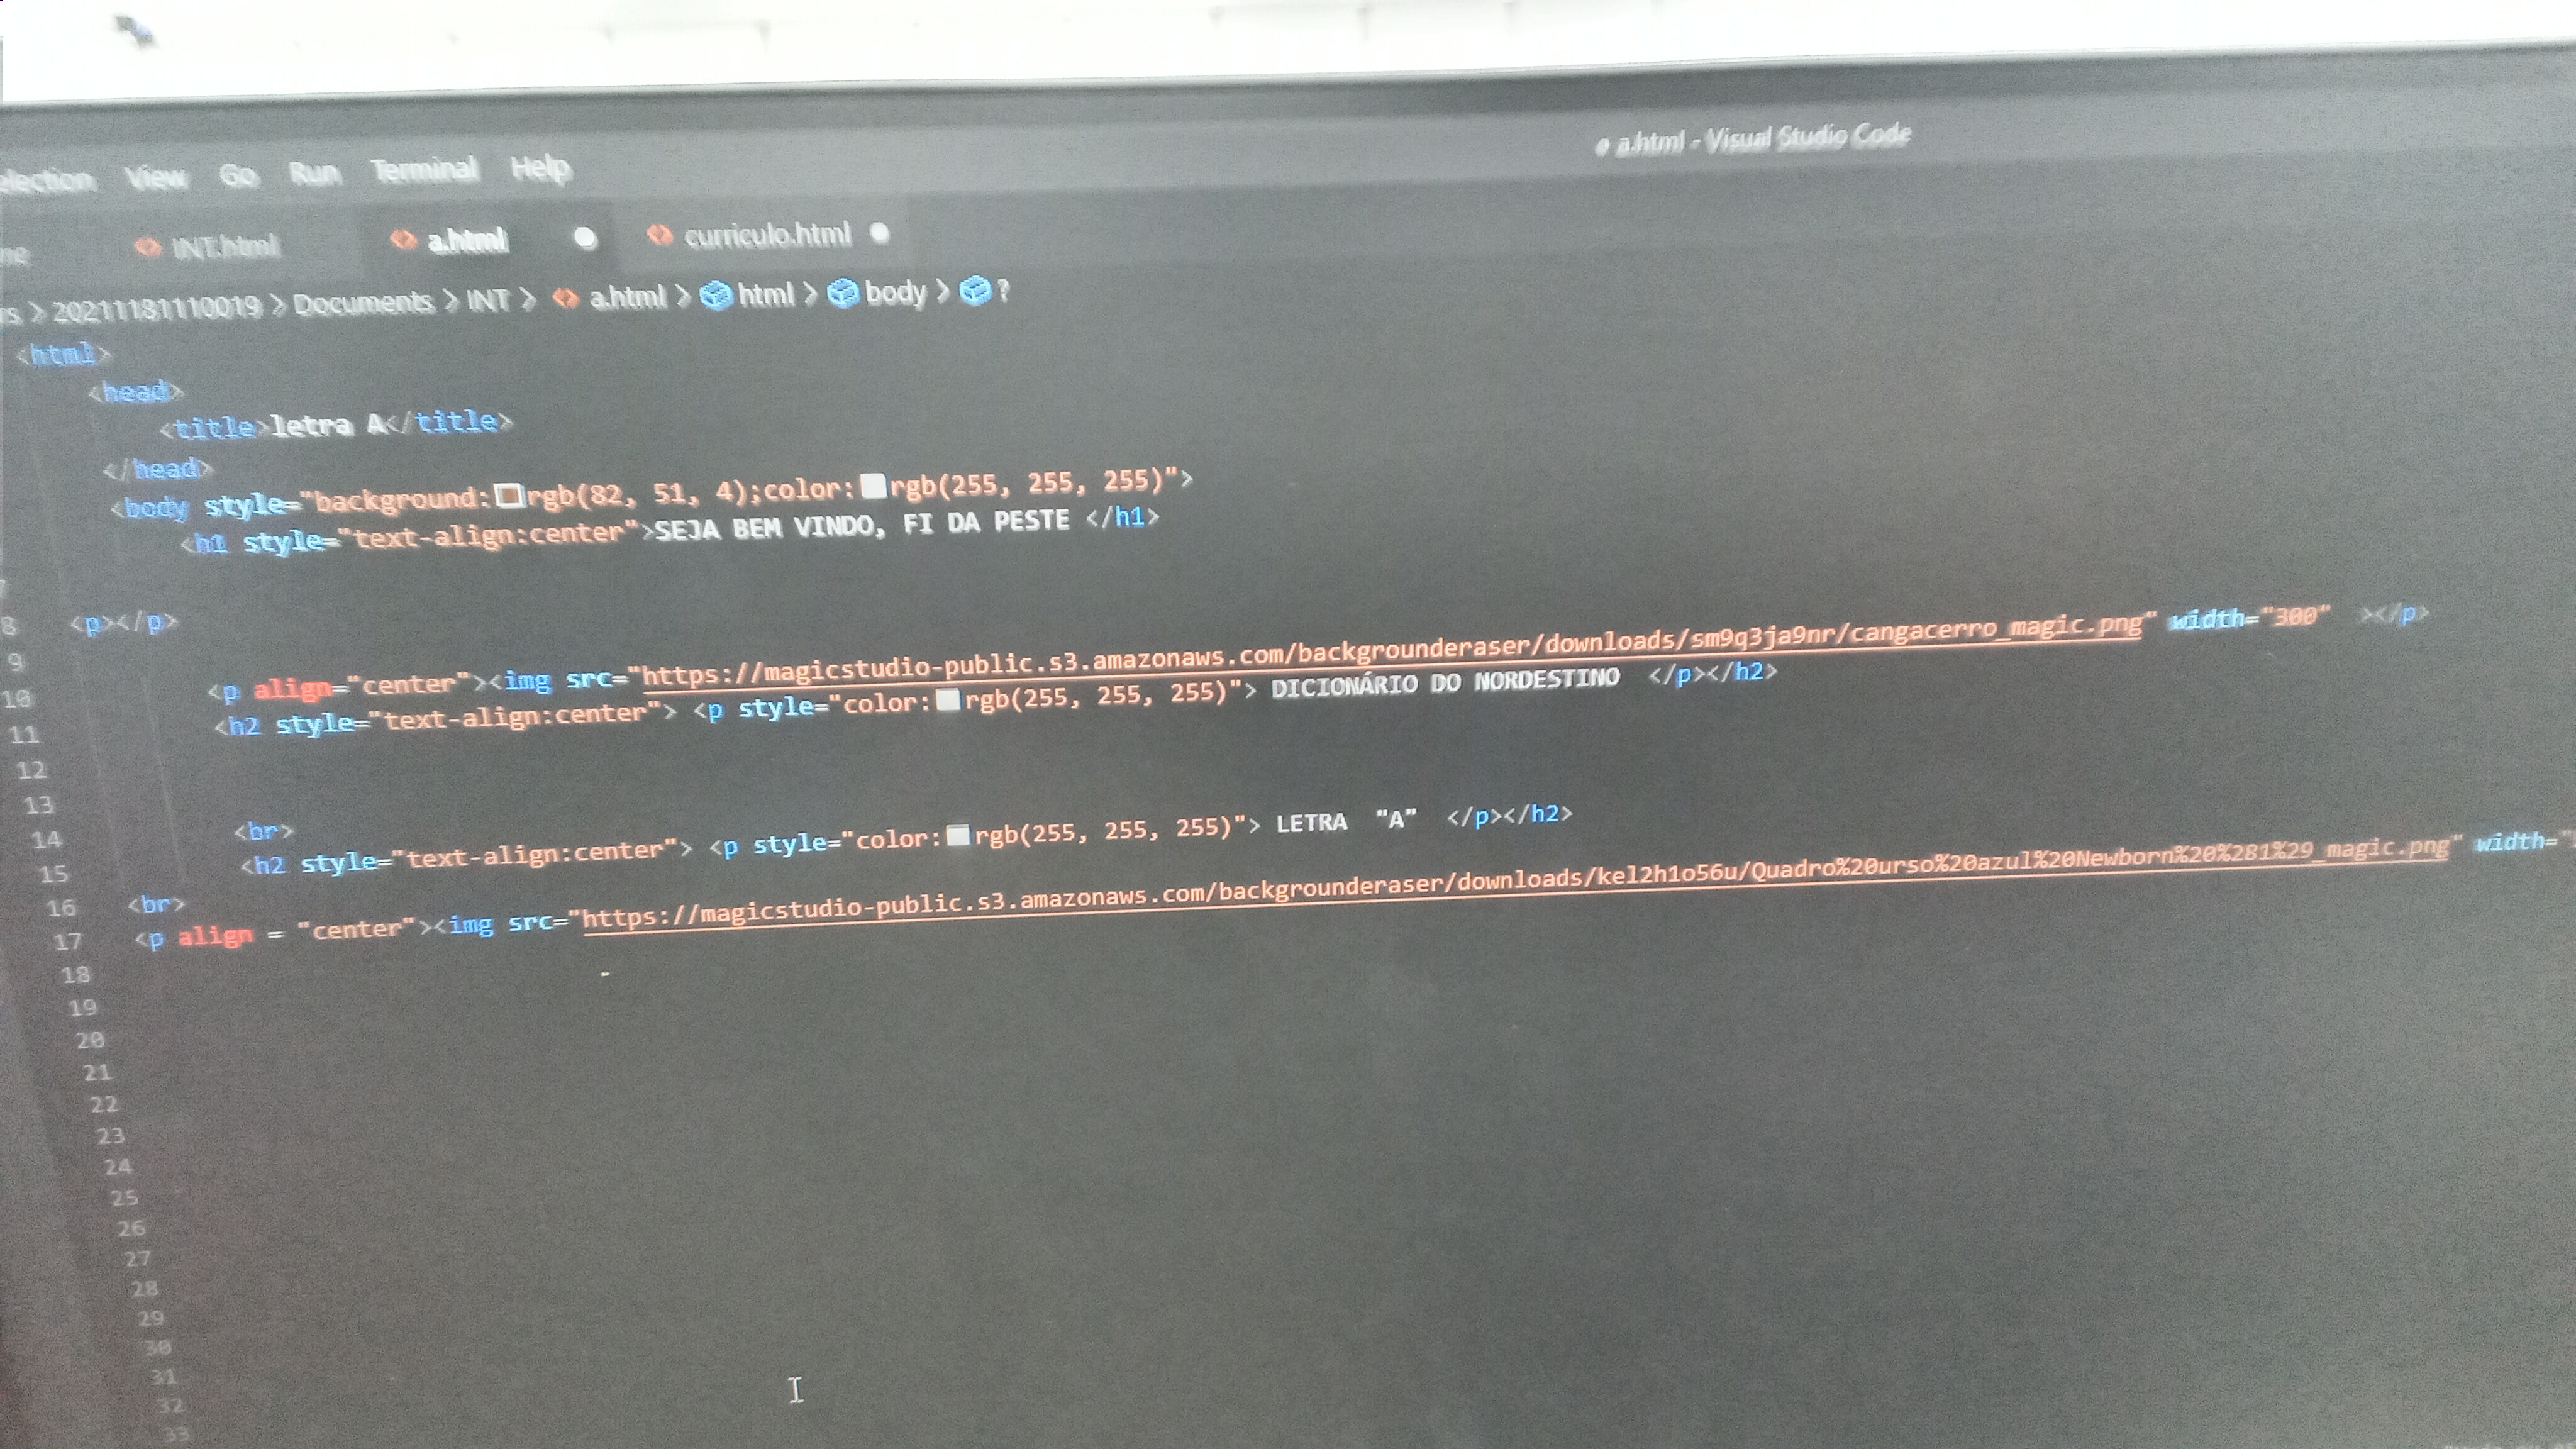 View Go Run Terminal Help
a.html - Visual Studio Code
INT.html a.html curriculo.html
20211181110019 > Documents > INT > a.html > html > body > ?
<html>
<head>
<title>letra A</title>
</head>
<body style="background:rgb(82, 51, 4);color:rgb(255, 255, 255)">
<h1 style="text-align:center">SEJA BEM VINDO, FI DA PESTE </h1>
8 <p></p>
9
10 <p align="center"><img src="https://magicstudio-public.s3.amazonaws.com/backgrounderaser/downloads/sm9q3ja9nr/cangacerro_magic.png" width="300" ></p>
11 <h2 style="text-align:center"> <p style="color:rgb(255, 255, 255)"> DICIONÁRIO DO NORDESTINO </p></h2>
12
13
14 <br>
15 <h2 style="text-align:center"> <p style="color:rgb(255, 255, 255)"> LETRA "A" </p></h2>
16 <br>
17 <p align = "center"><img src="https://magicstudio-public.s3.amazonaws.com/backgrounderaser/downloads/kel2h1o56u/Quadro%20urso%20azul%20Newborn%20%281%29_magic.png" width="
18
19
20
21
22
23
24
25
26
27
28
29
30
31
32
33